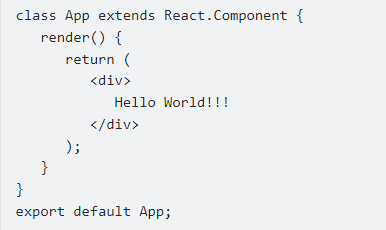 class App extends React.Component {
   render() {
      return (
         <div>
            Hello World!!!
         </div>
      );
   }
}
export default App;